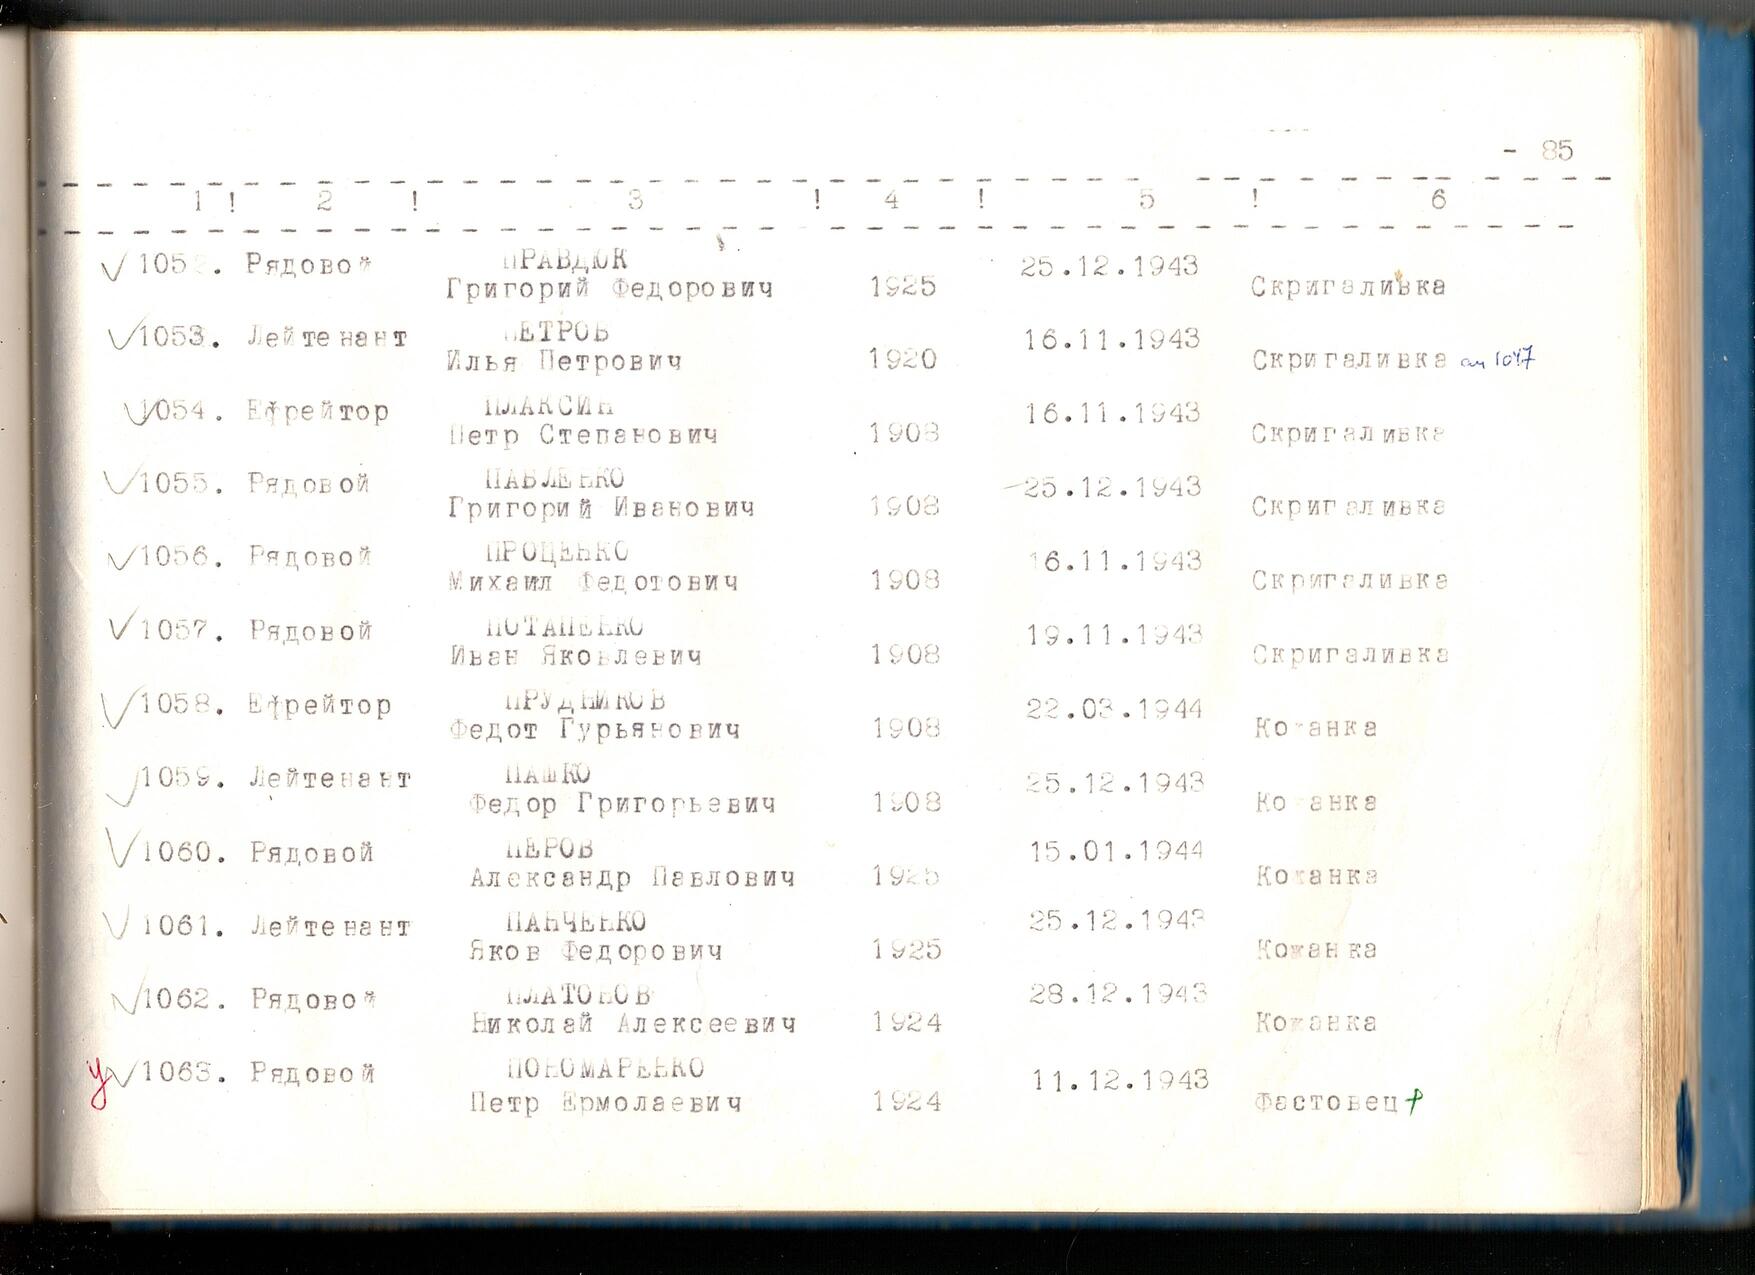 - 85
1 ! 2 ! 3 ! 4 ! 5 ! 6
1052. Рядовой ПРАВДЮК 25.12.1943
Григорий Федорович 1925 Скригаливка
1053. Лейтенант ПЕТРОВ 16.11.1943
Илья Петрович 1920 Скригаливка см 1047
1054. Ефрейтор ПЛАКСИН 16.11.1943
Петр Степанович 1908 Скригаливка
1055. Рядовой ПАВЛЕНКО 25.12.1943
Григорий Иванович 1908 Скригаливка
1056. Рядовой ПРОЦЕНКО 16.11.1943
Михаил Федотович 1908 Скригаливка
1057. Рядовой ПОТАПЕНКО 19.11.1943
Иван Яковлевич 1908 Скригаливка
1058. Ефрейтор ПРУДНИКОВ 22.03.1944
Федот Гурьянович 1908 Кожанка
1059. Лейтенант ПАШКО 25.12.1943
Федор Григорьевич 1908 Кожанка
1060. Рядовой ПЕРОВ 15.01.1944
Александр Павлович 1925 Кожанка
1061. Лейтенант ПАНЧЕНКО 25.12.1943
Яков Федорович 1925 Кожанка
1062. Рядовой ПЛАТОНОВ 28.12.1943
Николай Алексеевич 1924 Кожанка
у 1063. Рядовой ПОНОМАРЕНКО 11.12.1943
Петр Ермолаевич 1924 Фастовец